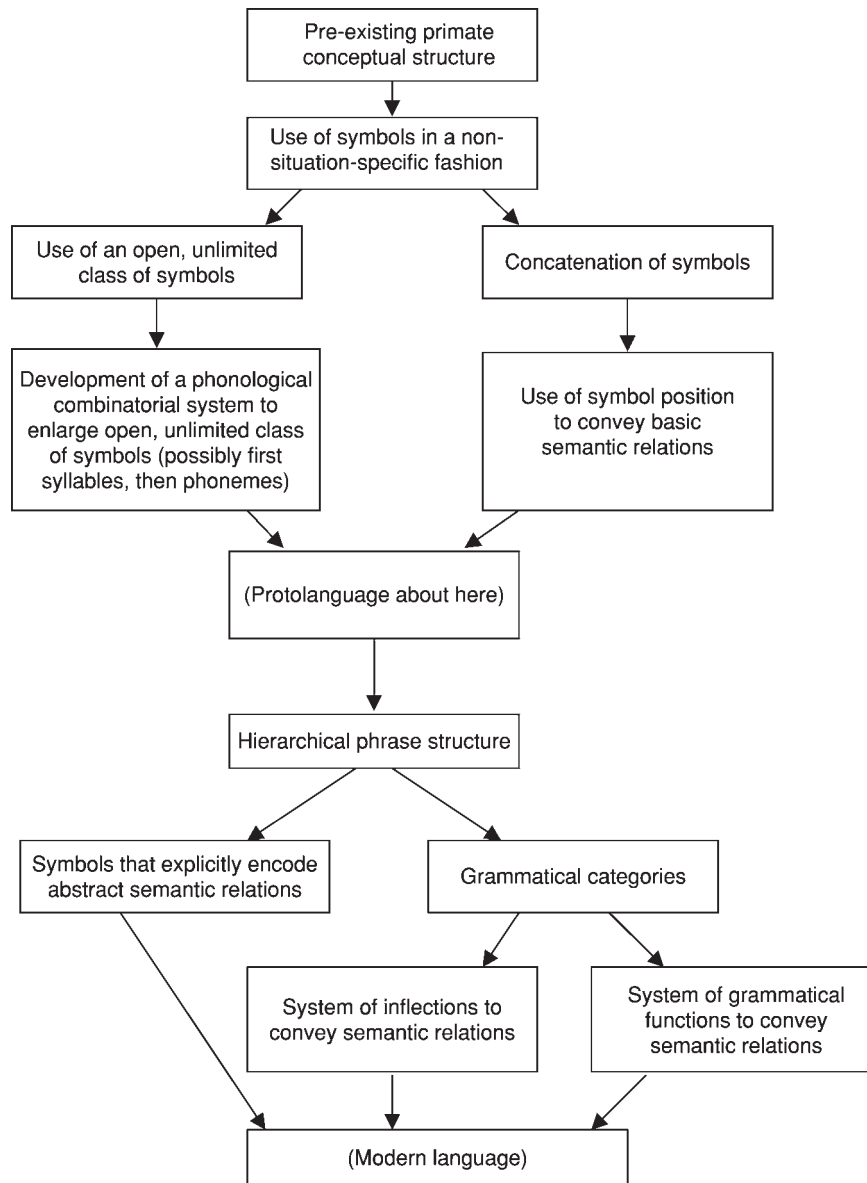 Pre-existing primate
conceptual structure
Use of symbols in a non-
situation-specific fashion
Use of an open, unlimited
class of symbols
Concatenation of symbols
Development of a phonological
combinatorial system to
enlarge open, unlimited class
of symbols (possibly first
syllables, then phonemes)
Use of symbol position
to convey basic
semantic relations
(Protolanguage about here)
Hierarchical phrase structure
Symbols that explicitly encode
abstract semantic relations
Grammatical categories
System of inflections to
convey semantic relations
System of grammatical
functions to convey
semantic relations
(Modern language)